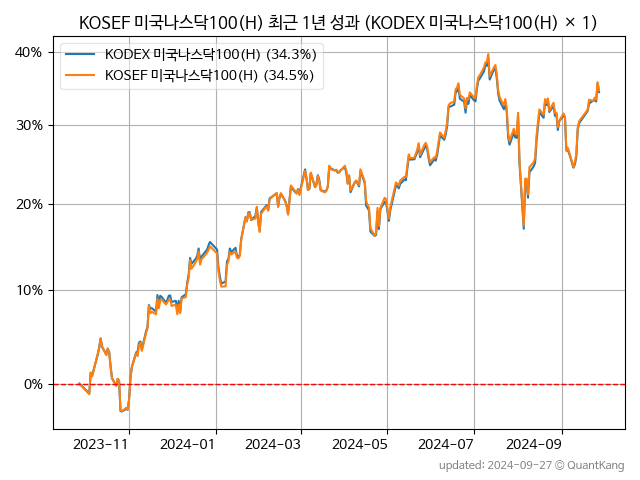 KOSEF 미국나스닥100(H) 최근 1년 성과 (KODEX 미국나스닥100(H) × 1)
KODEX 미국나스닥100(H) (34.3%)
KOSEF 미국나스닥100(H) (34.5%)
40%
30%
20%
10%
0%
2023-11 2024-01 2024-03 2024-05 2024-07 2024-09
updated: 2024-09-27 © QuantKang